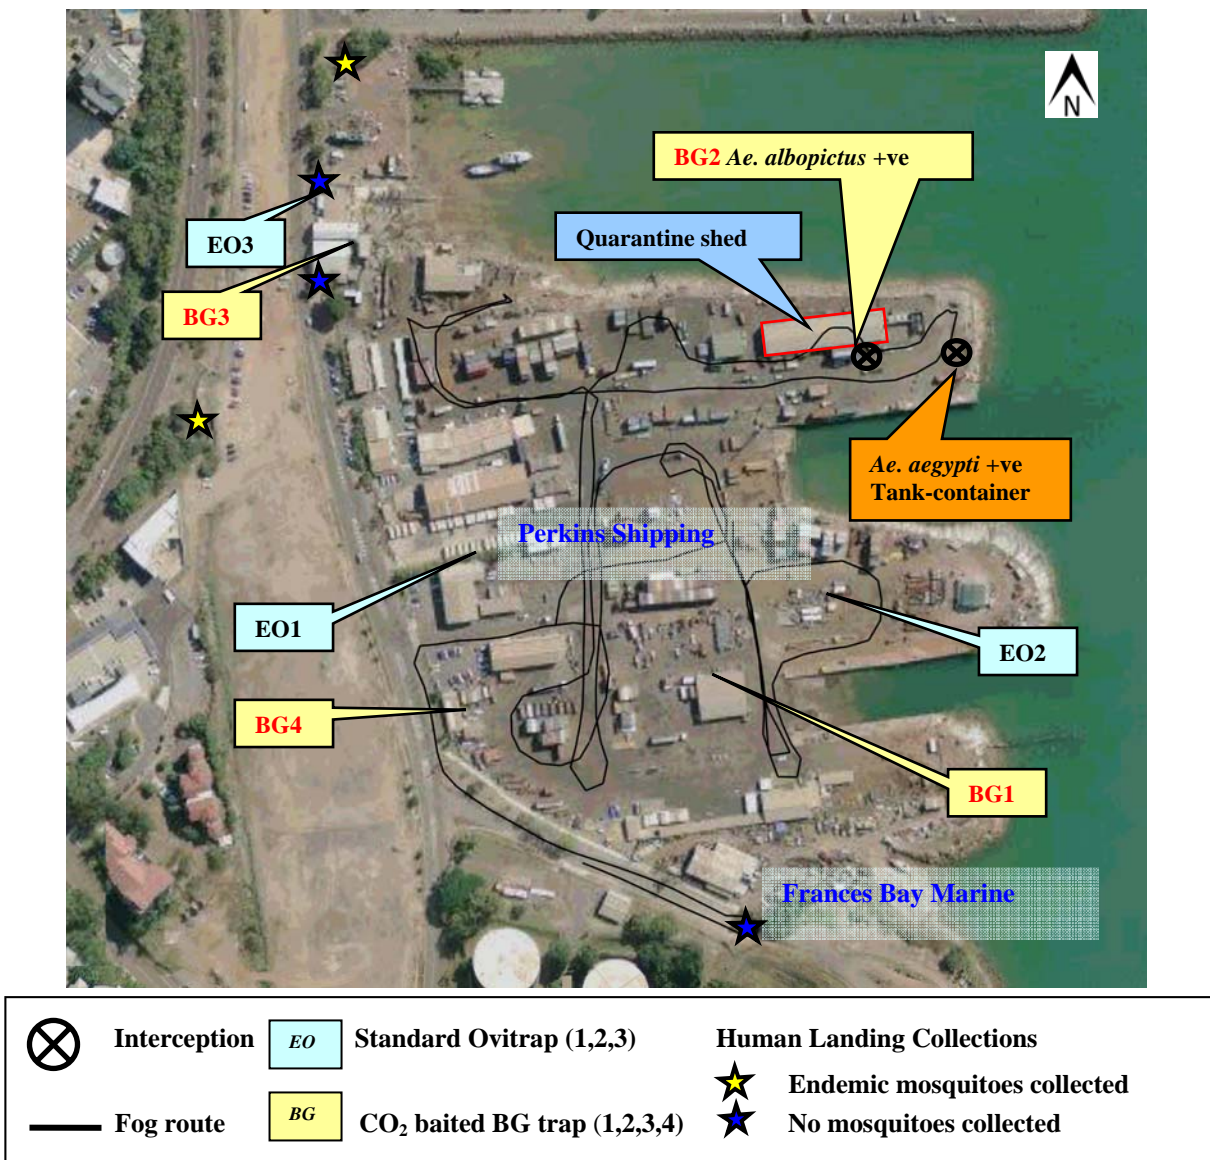 N
BG2 Ae. albopictus +ve
Quarantine shed
EO3
BG3
Ae. aegypti +ve
Tank-container
Perkins Shipping
EO1
EO2
BG4
BG1
Frances Bay Marine
Interception
EO
Standard Ovitrap (1,2,3)
Human Landing Collections
Endemic mosquitoes collected
Fog route
BG
CO₂ baited BG trap (1,2,3,4)
No mosquitoes collected